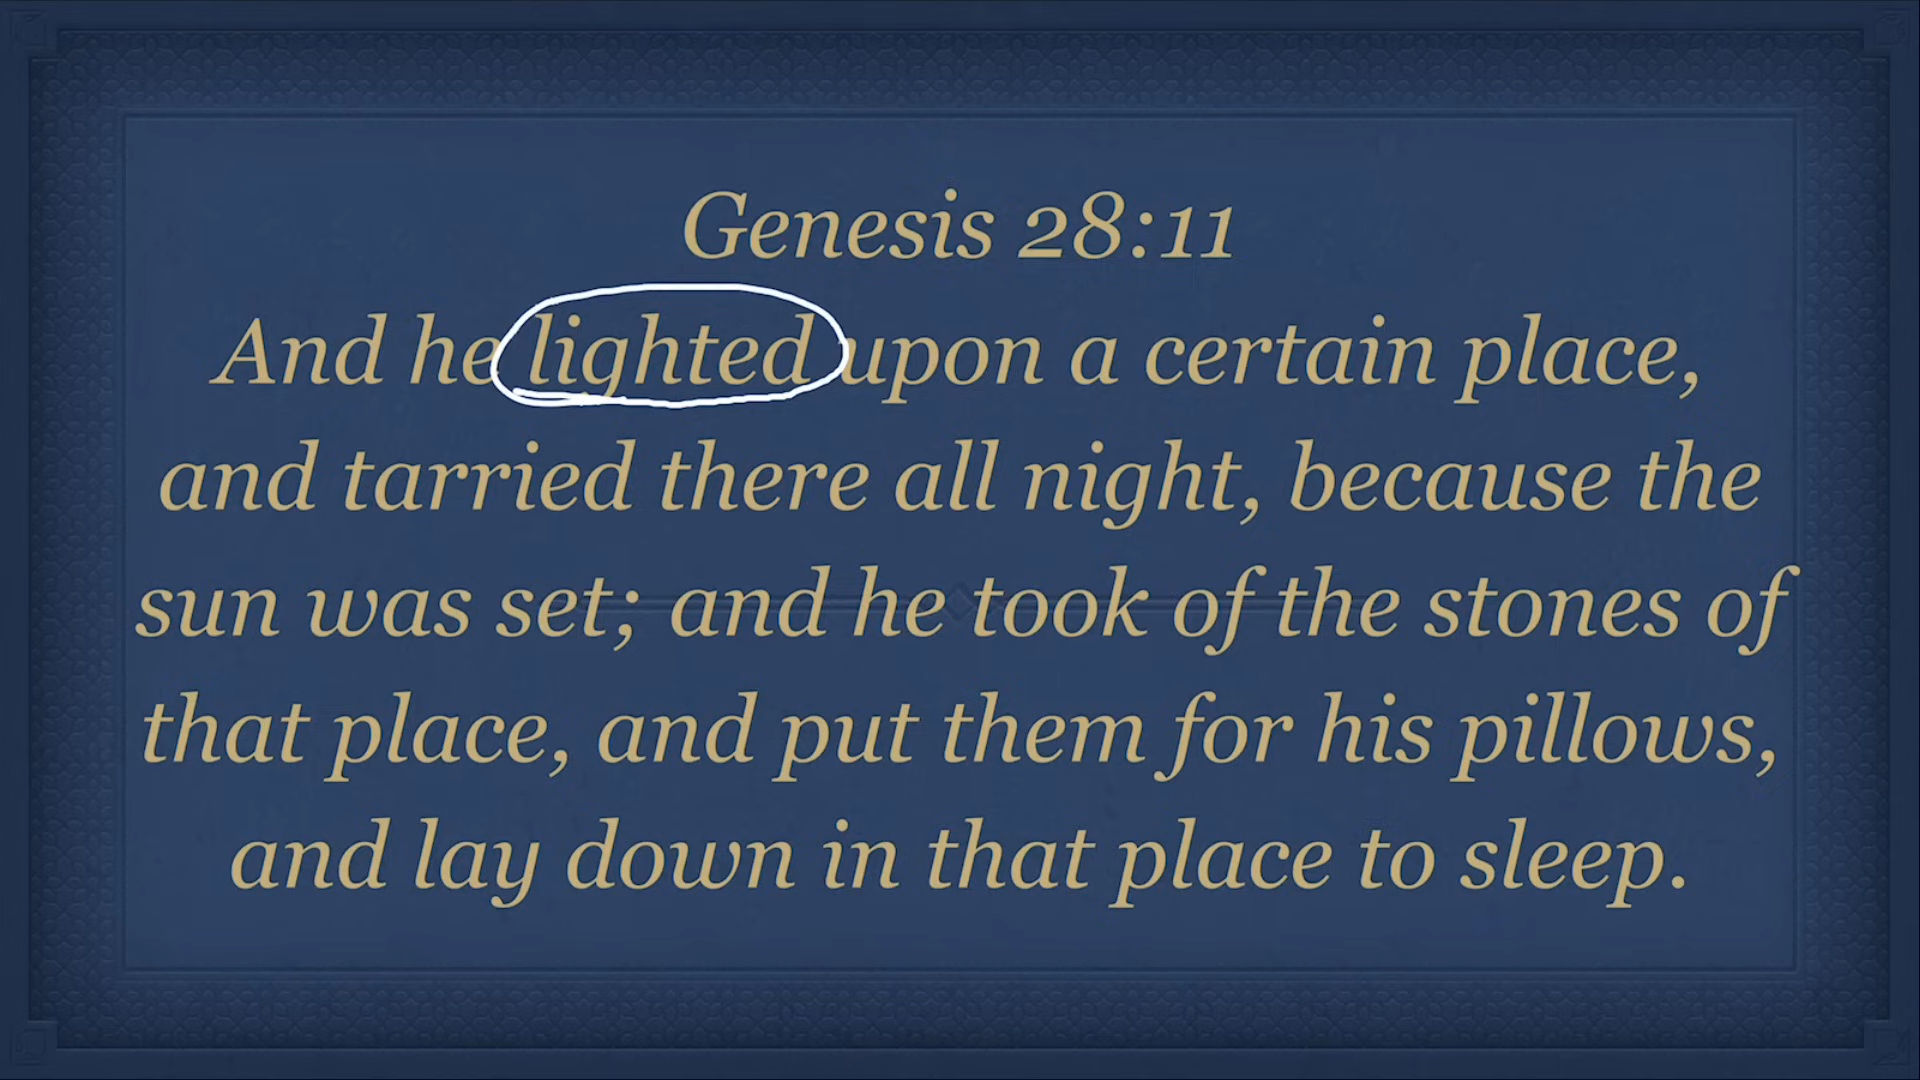 Genesis 28:11
And he lighted upon a certain place,
and tarried there all night, because the
sun was set; and he took of the stones of
that place, and put them for his pillows,
and lay down in that place to sleep.